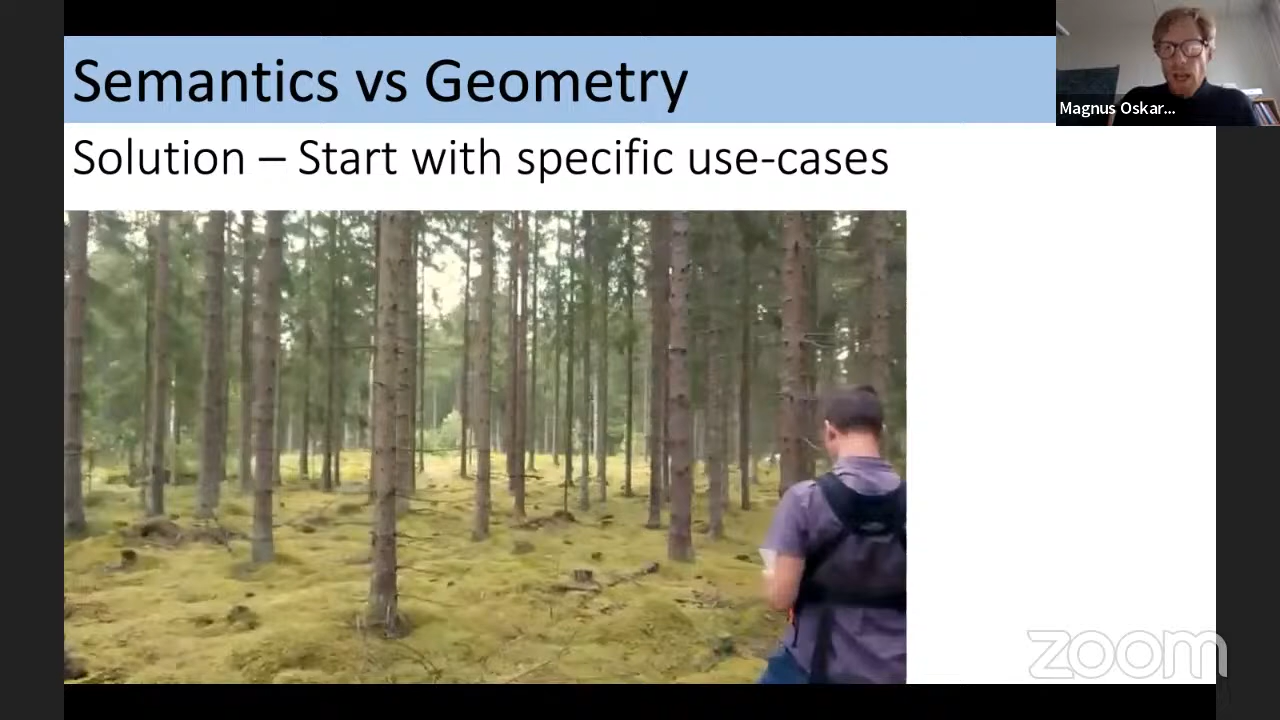 Semantics vs Geometry
Solution – Start with specific use-cases
Magnus Oskar...
zoom